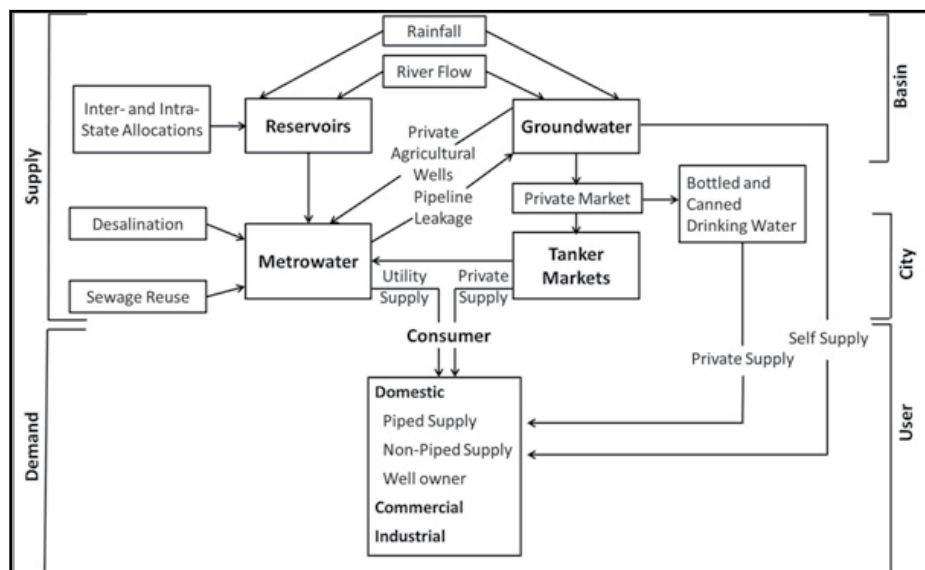 Rainfall
River Flow
Inter- and Intra-
State Allocations
Reservoirs
Groundwater
Private
Agricultural
Wells
Pipeline
Leakage
Private Market
Bottled and
Canned
Drinking Water
Desalination
Metrowater
Tanker
Markets
Sewage Reuse
Utility
Supply
Private
Supply
Consumer
Self Supply
Private Supply
Domestic
Piped Supply
Non-Piped Supply
Well owner
Commercial
Industrial
Supply
Demand
Basin
City
User